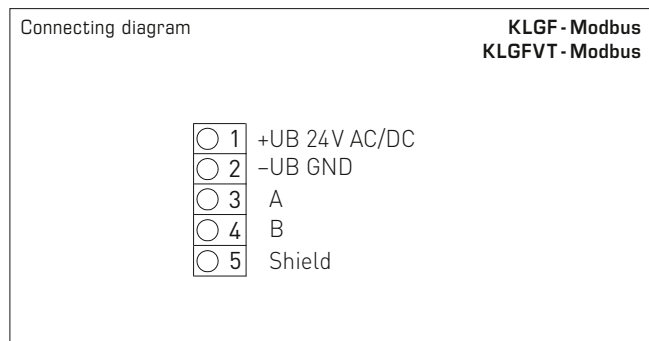 Connecting diagram
KLGF - Modbus
KLGFVT - Modbus
1 +UB 24V AC/DC
2 –UB GND
3 A
4 B
5 Shield